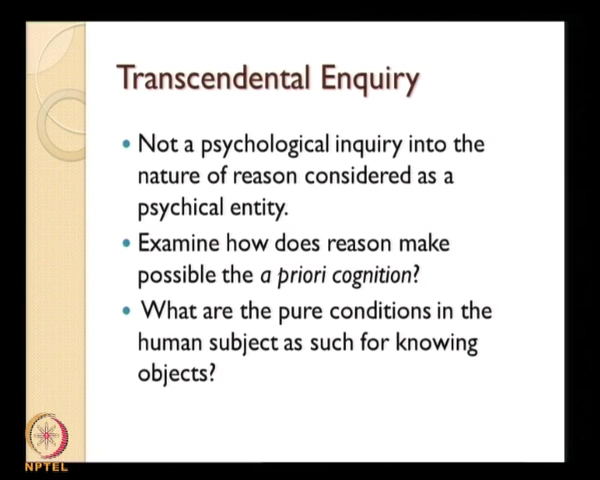 Transcendental Enquiry
• Not a psychological inquiry into the
nature of reason considered as a
psychical entity.
• Examine how does reason make
possible the a priori cognition?
• What are the pure conditions in the
human subject as such for knowing
objects?
NPTEL